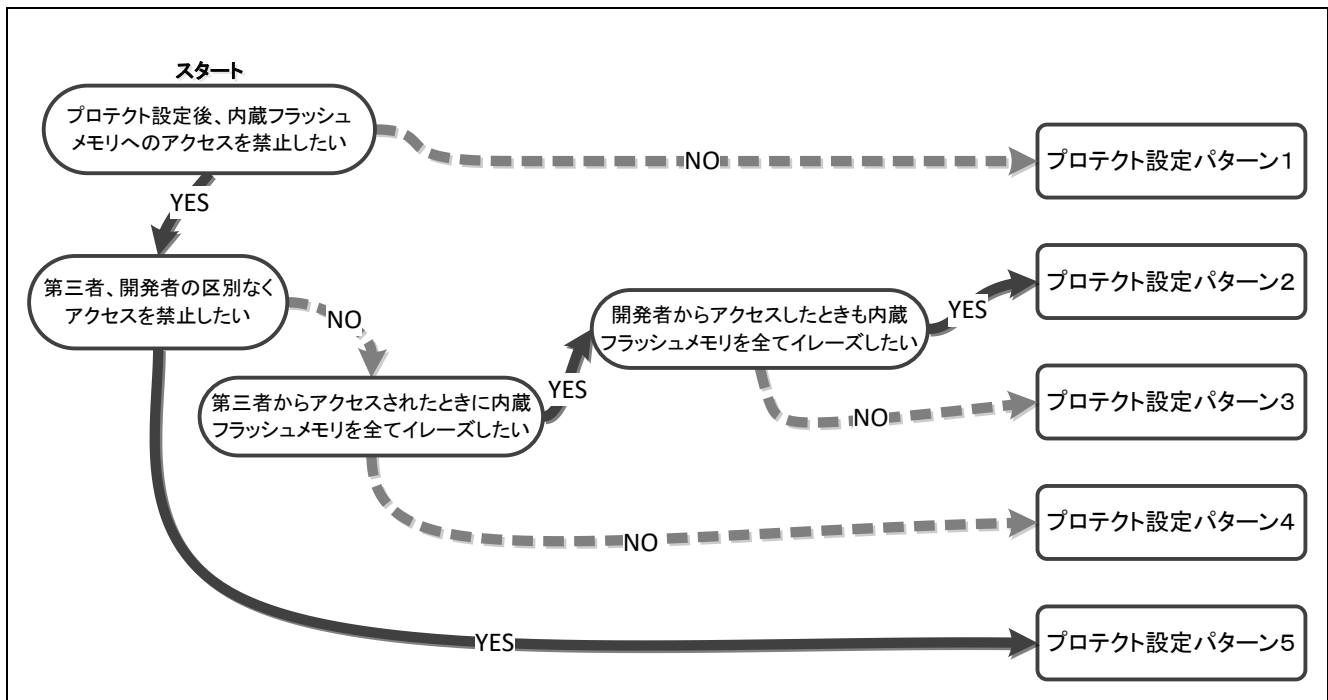 スタート
プロテクト設定後、内蔵フラッシュ
メモリへのアクセスを禁止したい
NO
プロテクト設定パターン1
YES
第三者、開発者の区別なく
アクセスを禁止したい
NO
第三者からアクセスされたときに内蔵
フラッシュメモリを全てイレーズしたい
YES
開発者からアクセスしたときも内蔵
フラッシュメモリを全てイレーズしたい
YES
プロテクト設定パターン2
NO
プロテクト設定パターン3
NO
プロテクト設定パターン4
YES
プロテクト設定パターン5